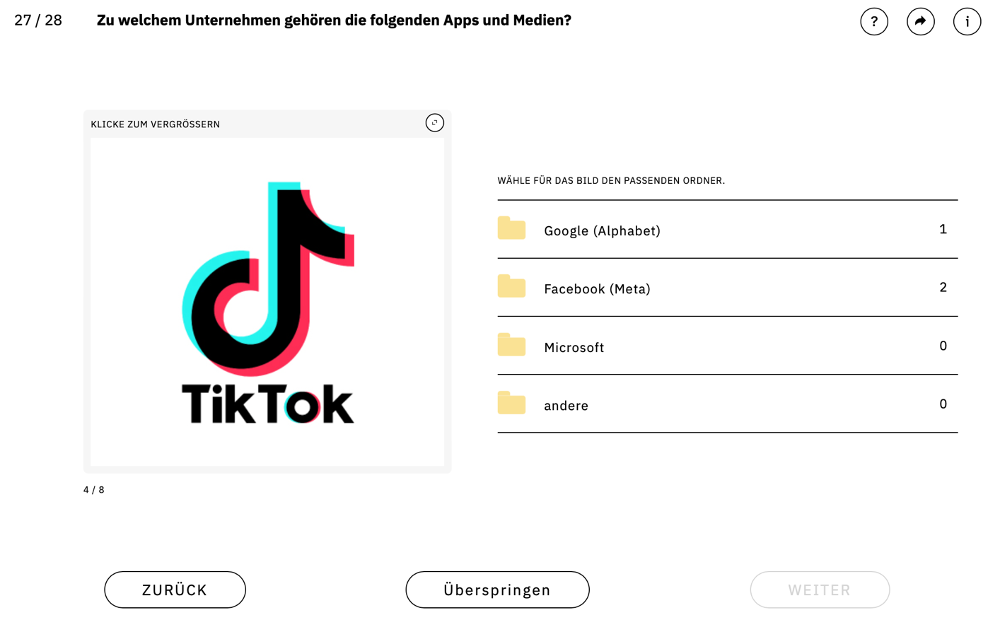 27 / 28
Zu welchem Unternehmen gehören die folgenden Apps und Medien?
?
i
KLICKE ZUM VERGRÖSSERN
TikTok
4 / 8
WÄHLE FÜR DAS BILD DEN PASSENDEN ORDNER.
Google (Alphabet) 1
Facebook (Meta) 2
Microsoft 0
andere 0
ZURÜCK
Überspringen
WEITER